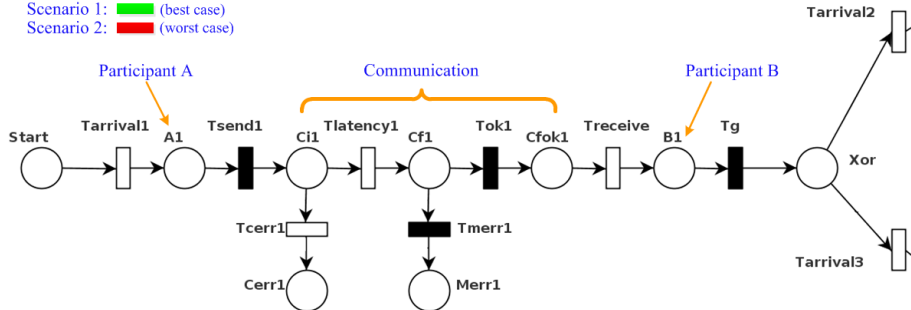 Scenario 1: (best case)
Scenario 2: (worst case)
Tarrival2
Participant A
Communication
Participant B
Start
Tarrival1
A1
Tsend1
Ci1
Tlatency1
Cf1
Tok1
Cfok1
Treceive
B1
Tg
Xor
Tcerr1
Tmerr1
Cerr1
Merr1
Tarrival3